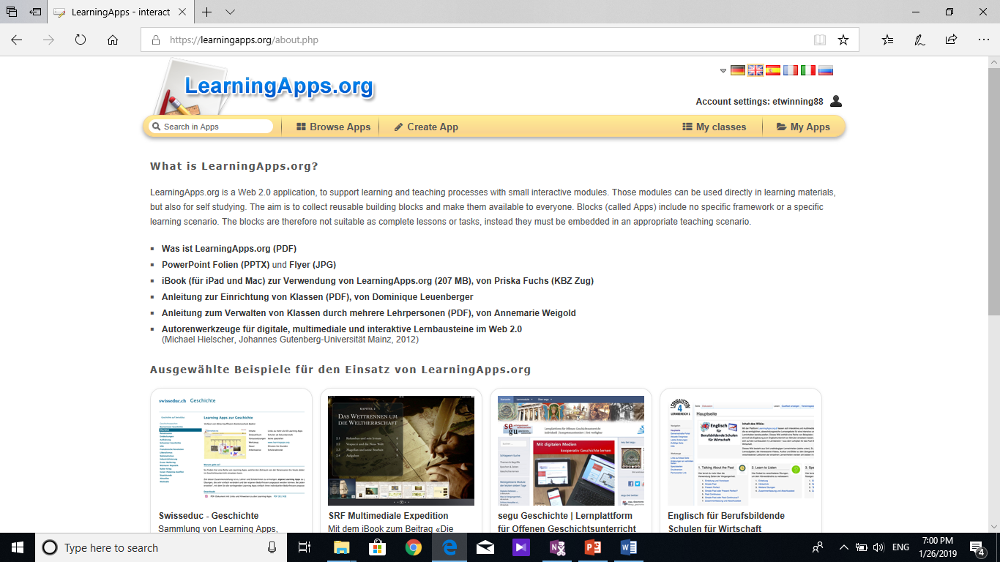 LearningApps - interact
https://learningapps.org/about.php
LearningApps.org
Account settings: etwinning88
Search in Apps
Browse Apps
Create App
My classes
My Apps
What is LearningApps.org?
LearningApps.org is a Web 2.0 application, to support learning and teaching processes with small interactive modules. Those modules can be used directly in learning materials,
but also for self studying. The aim is to collect reusable building blocks and make them available to everyone. Blocks (called Apps) include no specific framework or a specific
learning scenario. The blocks are therefore not suitable as complete lessons or tasks, instead they must be embedded in an appropriate teaching scenario.
Was ist LearningApps.org (PDF)
PowerPoint Folien (PPTX) und Flyer (JPG)
iBook (für iPad und Mac) zur Verwendung von LearningApps.org (207 MB), von Priska Fuchs (KBZ Zug)
Anleitung zur Einrichtung von Klassen (PDF), von Dominique Leuenberger
Anleitung zum Verwalten von Klassen durch mehrere Lehrpersonen (PDF), von Annemarie Weigold
Autorenwerkzeuge für digitale, multimediale und interaktive Lernbausteine im Web 2.0
(Michael Hielscher, Johannes Gutenberg-Universität Mainz, 2012)
Ausgewählte Beispiele für den Einsatz von LearningApps.org
swisseduc.ch Geschichte
Learning Apps zur Geschichte
KAPITEL 2
DAS WETTRENNEN UM
DIE WELTHERRSCHAFT
segu
Mit digitalen Medien
kooperativ Geschichte lernen
LERNBAUSTEIN
4
LERNBEREICH 1
Hauptseite
Englisch für
Berufsbildende Schulen
für Wirtschaft
1. Talking About the Past
2. Learn to Listen
Swisseduc - Geschichte
Sammlung von Learning Apps,
SRF Multimediale Expedition
Mit dem iBook zum Beitrag «Die
segu Geschichte | Lernplattform
für Offenen Geschichtsunterricht
Englisch für Berufsbildende
Schulen für Wirtschaft
Type here to search
ENG
7:00 PM
1/26/2019
4